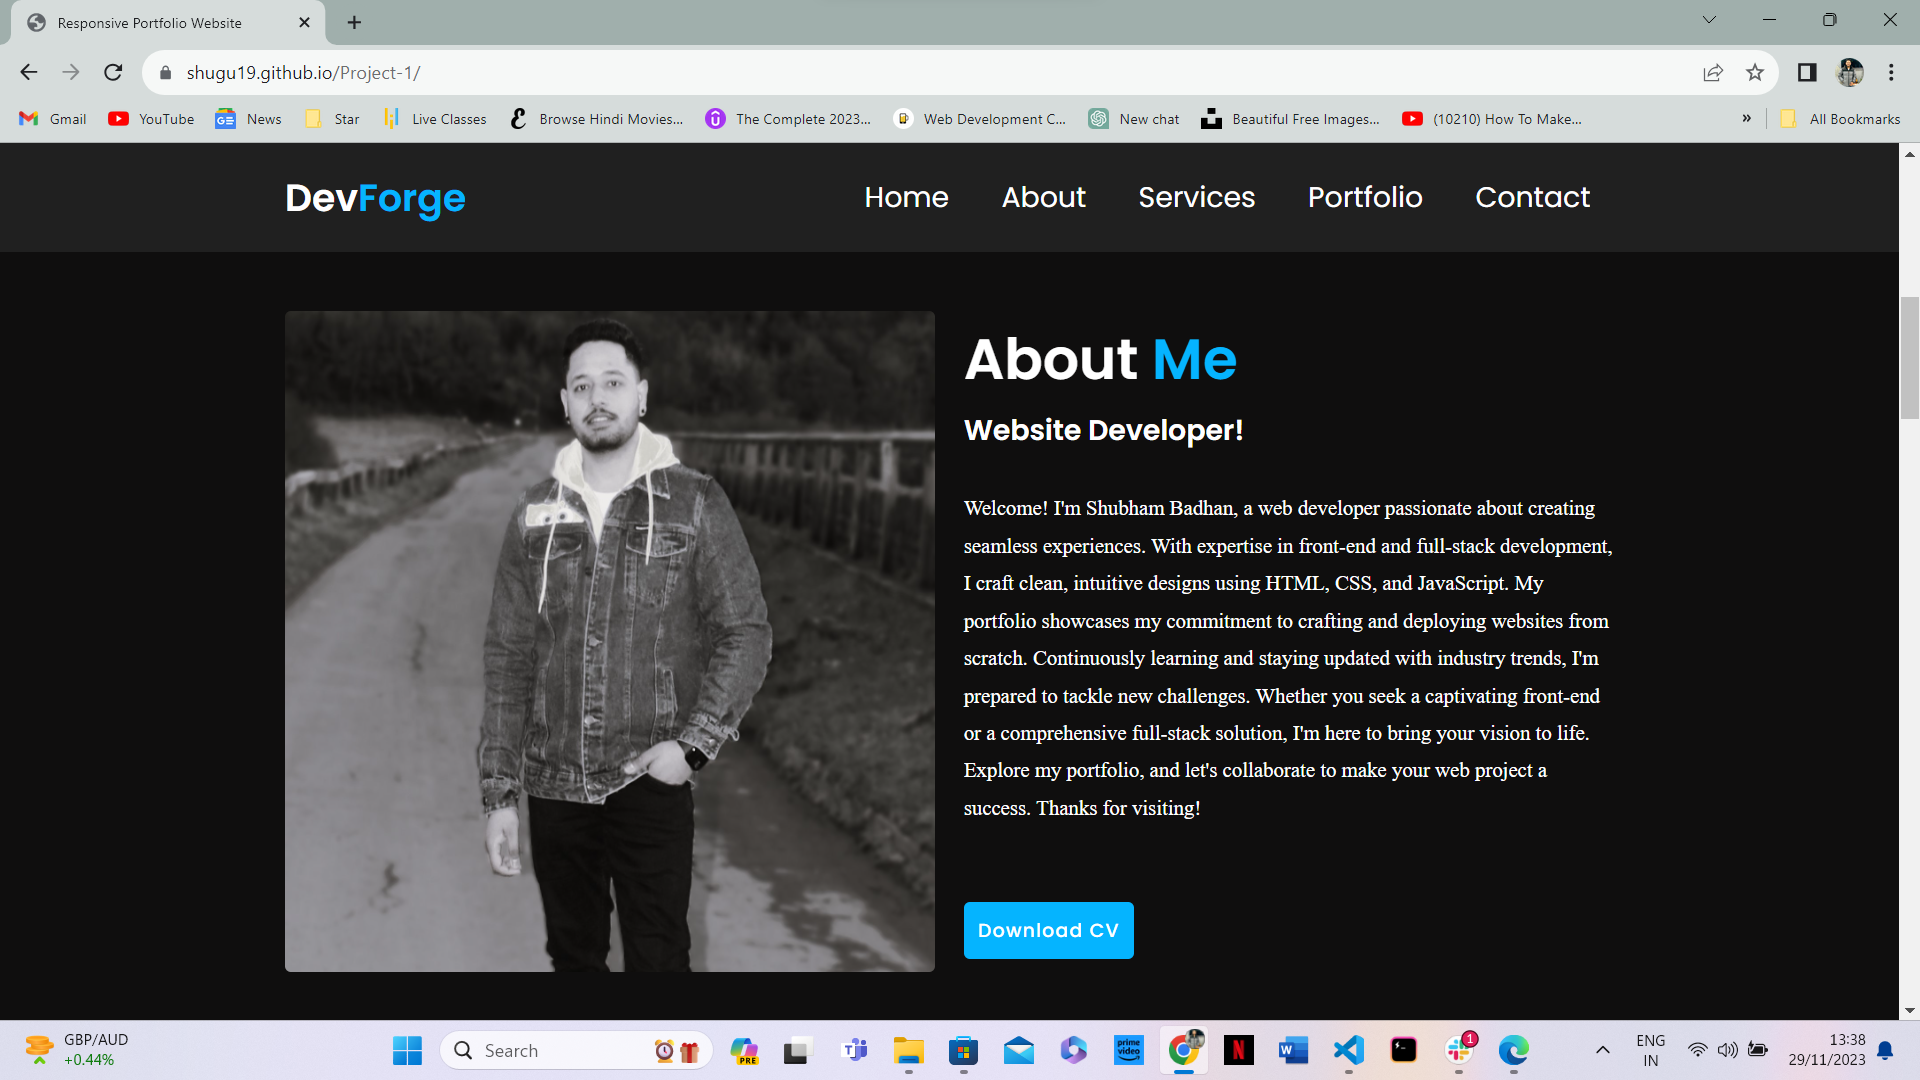 Responsive Portfolio Website
shugu19.github.io/Project-1/
Gmail
YouTube
News
Star
Live Classes
Browse Hindi Movies...
The Complete 2023...
Web Development C...
New chat
Beautiful Free Images...
(10210) How To Make...
»
All Bookmarks
DevForge
Home
About
Services
Portfolio
Contact
About Me
Website Developer!
Welcome! I'm Shubham Badhan, a web developer passionate about creating
seamless experiences. With expertise in front-end and full-stack development,
I craft clean, intuitive designs using HTML, CSS, and JavaScript. My
portfolio showcases my commitment to crafting and deploying websites from
scratch. Continuously learning and staying updated with industry trends, I'm
prepared to tackle new challenges. Whether you seek a captivating front-end
or a comprehensive full-stack solution, I'm here to bring your vision to life.
Explore my portfolio, and let's collaborate to make your web project a
success. Thanks for visiting!
Download CV
GBP/AUD
+0.44%
Search
PRE
prime
video
N
W
1
ENG
IN
13:38
29/11/2023